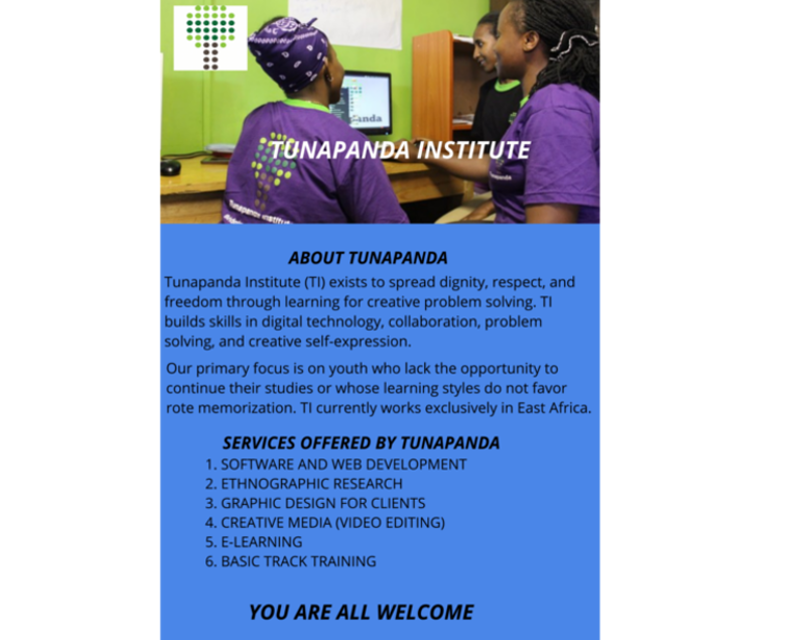 TUNAPANDA INSTITUTE
Tunapanda Institute
ABOUT TUNAPANDA
Tunapanda Institute (TI) exists to spread dignity, respect, and
freedom through learning for creative problem solving. TI
builds skills in digital technology, collaboration, problem
solving, and creative self-expression.
Our primary focus is on youth who lack the opportunity to
continue their studies or whose learning styles do not favor
rote memorization. TI currently works exclusively in East Africa.
SERVICES OFFERED BY TUNAPANDA
1. SOFTWARE AND WEB DEVELOPMENT
2. ETHNOGRAPHIC RESEARCH
3. GRAPHIC DESIGN FOR CLIENTS
4. CREATIVE MEDIA (VIDEO EDITING)
5. E-LEARNING
6. BASIC TRACK TRAINING
YOU ARE ALL WELCOME